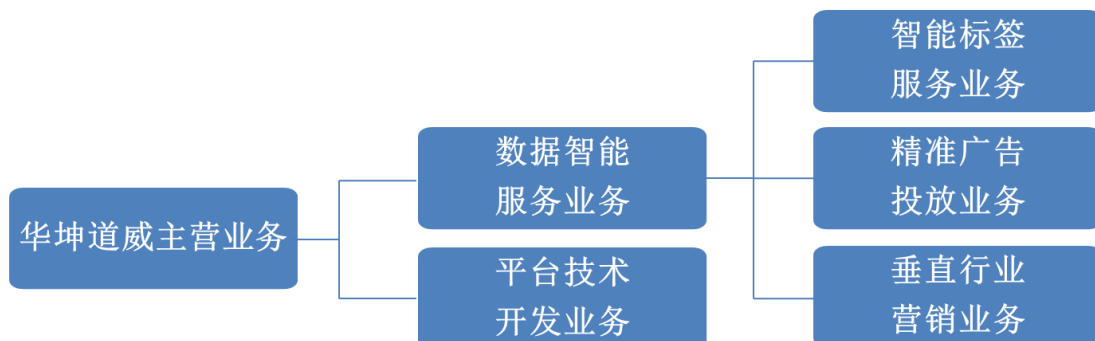 华坤道威主营业务
数据智能
服务业务
平台技术
开发业务
智能标签
服务业务
精准广告
投放业务
垂直行业
营销业务